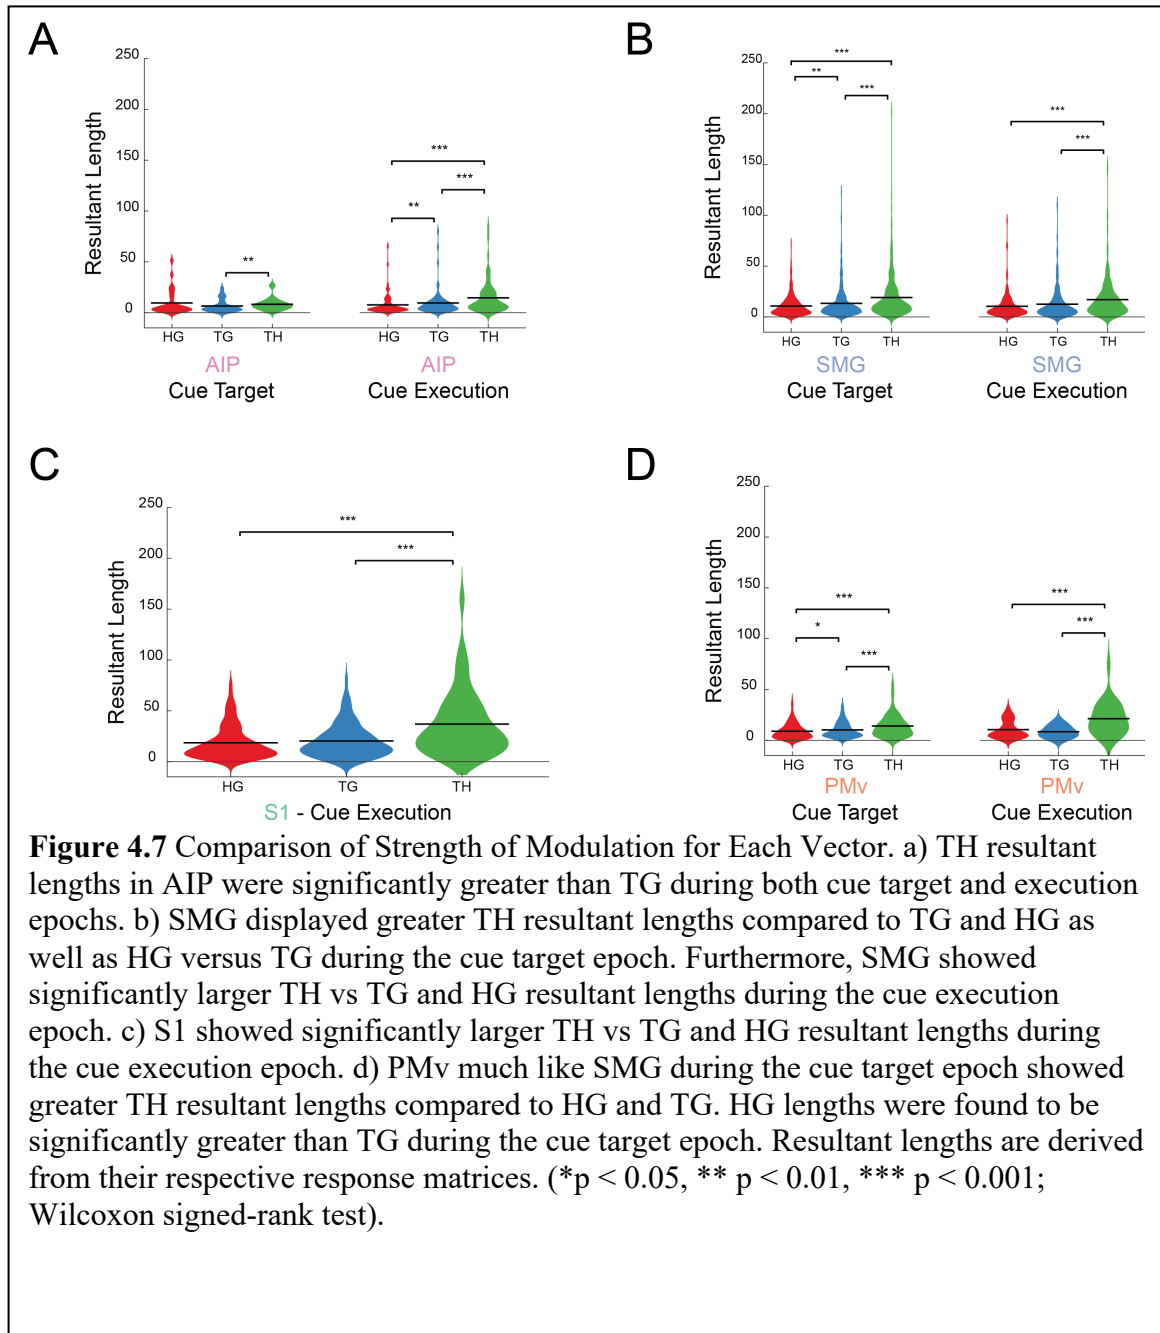 A
250
200
150
100
50
0
Resultant Length
**
***
***
**
HG TG TH
HG TG TH
AIP
Cue Target
AIP
Cue Execution
B
250
200
150
100
50
0
Resultant Length
***
**
***
***
***
HG TG TH
HG TG TH
SMG
Cue Target
SMG
Cue Execution
C
250
200
150
100
50
0
Resultant Length
***
***
HG TG TH
S1 - Cue Execution
D
250
200
150
100
50
0
Resultant Length
***
*
***
***
***
HG TG TH
HG TG TH
PMv
Cue Target
PMv
Cue Execution
Figure 4.7 Comparison of Strength of Modulation for Each Vector. a) TH resultant
lengths in AIP were significantly greater than TG during both cue target and execution
epochs. b) SMG displayed greater TH resultant lengths compared to TG and HG as
well as HG versus TG during the cue target epoch. Furthermore, SMG showed
significantly larger TH vs TG and HG resultant lengths during the cue execution
epoch. c) S1 showed significantly larger TH vs TG and HG resultant lengths during
the cue execution epoch. d) PMv much like SMG during the cue target epoch showed
greater TH resultant lengths compared to HG and TG. HG lengths were found to be
significantly greater than TG during the cue target epoch. Resultant lengths are derived
from their respective response matrices. (*p < 0.05, ** p < 0.01, *** p < 0.001;
Wilcoxon signed-rank test).